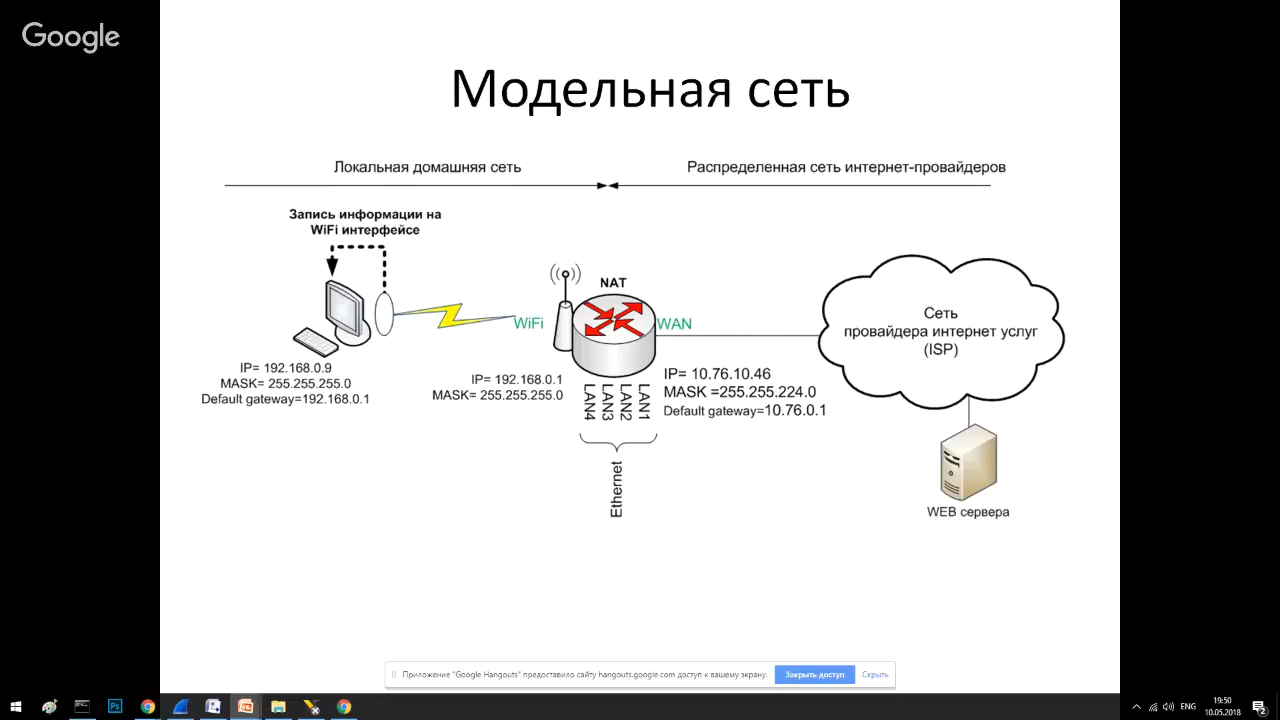 Google
Модельная сеть
Локальная домашняя сеть
Распределенная сеть интернет-провайдеров
Запись информации на
WiFi интерфейсе
NAT
WiFi
WAN
Сеть
провайдера интернет услуг
(ISP)
IP= 192.168.0.9
MASK= 255.255.255.0
Default gateway=192.168.0.1
IP= 192.168.0.1
MASK= 255.255.255.0
LAN4
LAN3
LAN2
LAN1
IP= 10.76.10.46
MASK =255.255.224.0
Default gateway=10.76.0.1
Ethernet
WEB сервера
Приложение "Google Hangouts" предоставило сайту hangouts.google.com доступ к вашему экрану.
Закрыть доступ
Скрыть
Ps
ENG
19:50
10.05.2018
2